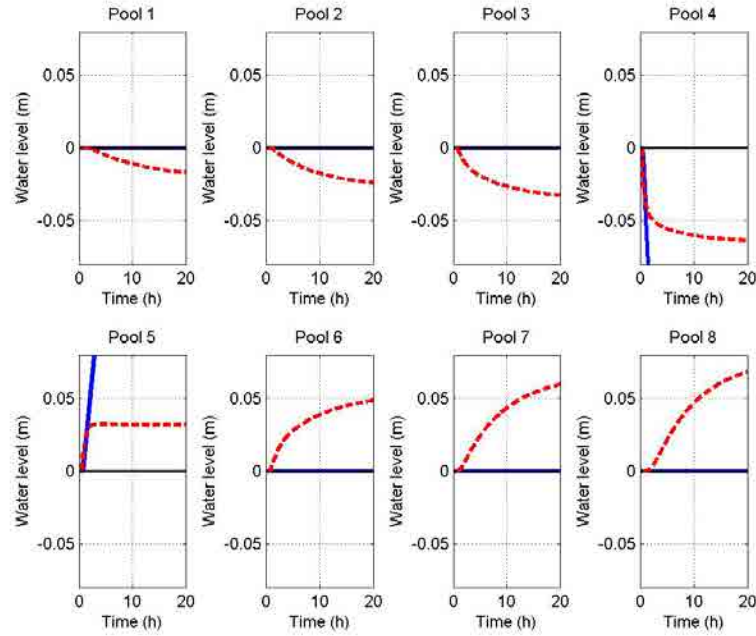 Pool 1
Pool 2
Pool 3
Pool 4
Water level (m)
0.05
0
-0.05
0 10 20
Time (h)
Water level (m)
0.05
0
-0.05
0 10 20
Time (h)
Water level (m)
0.05
0
-0.05
0 10 20
Time (h)
Water level (m)
0.05
0
-0.05
0 10 20
Time (h)
Pool 5
Pool 6
Pool 7
Pool 8
Water level (m)
0.05
0
-0.05
0 10 20
Time (h)
Water level (m)
0.05
0
-0.05
0 10 20
Time (h)
Water level (m)
0.05
0
-0.05
0 10 20
Time (h)
Water level (m)
0.05
0
-0.05
0 10 20
Time (h)